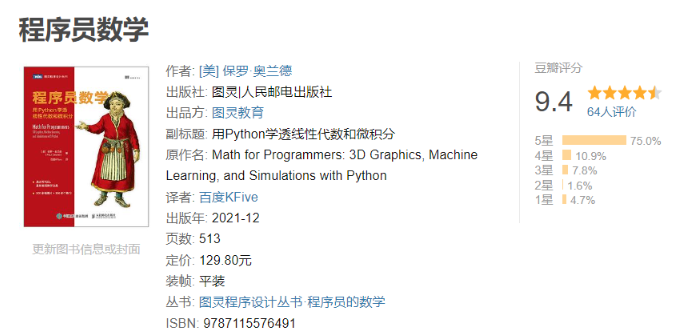 程序员数学
程序员数学
用Python学透
线性代数和微积分
Math for Programmers
作者: [美] 保罗·奥兰德
出版社: 图灵|人民邮电出版社
出品方: 图灵教育
副标题: 用Python学透线性代数和微积分
原作名: Math for Programmers: 3D Graphics, Machine
Learning, and Simulations with Python
译者: 百度KFive
出版年: 2021-12
页数: 513
定价: 129.80元
装帧: 平装
丛书: 图灵程序设计丛书·程序员的数学
ISBN: 9787115576491
更新图书信息或封面
豆瓣评分
9.4
64人评价
5星 75.0%
4星 10.9%
3星 7.8%
2星 1.6%
1星 4.7%